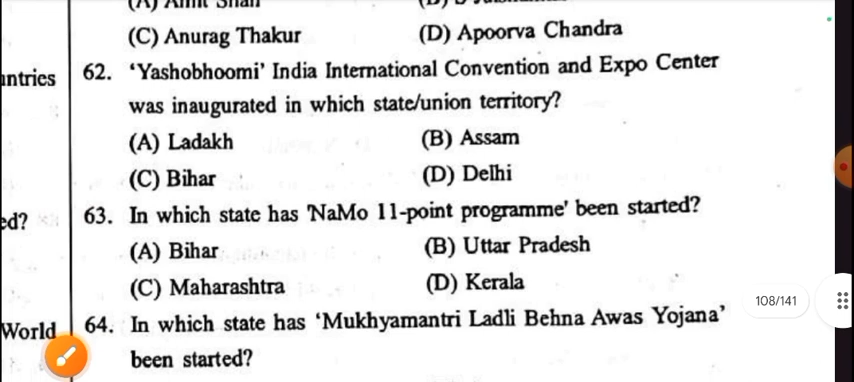 (C) Anurag Thakur (D) Apoorva Chandra
62. ‘Yashobhoomi’ India International Convention and Expo Center
was inaugurated in which state/union territory?
(A) Ladakh (B) Assam
(C) Bihar (D) Delhi
63. In which state has 'NaMo 11-point programme' been started?
(A) Bihar (B) Uttar Pradesh
(C) Maharashtra (D) Kerala
108/141
World 64. In which state has ‘Mukhyamantri Ladli Behna Awas Yojana’
been started?